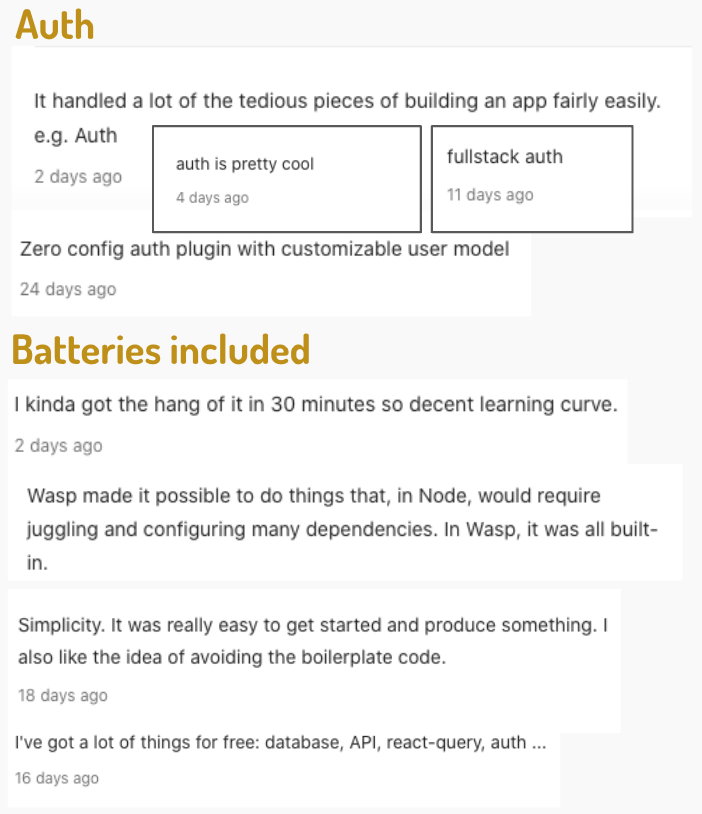 Auth
It handled a lot of the tedious pieces of building an app fairly easily.
e.g. Auth
2 days ago
auth is pretty cool
4 days ago
fullstack auth
11 days ago
Zero config auth plugin with customizable user model
24 days ago
Batteries included
I kinda got the hang of it in 30 minutes so decent learning curve.
2 days ago
Wasp made it possible to do things that, in Node, would require
juggling and configuring many dependencies. In Wasp, it was all built-
in.
Simplicity. It was really easy to get started and produce something. I
also like the idea of avoiding the boilerplate code.
18 days ago
I've got a lot of things for free: database, API, react-query, auth ...
16 days ago